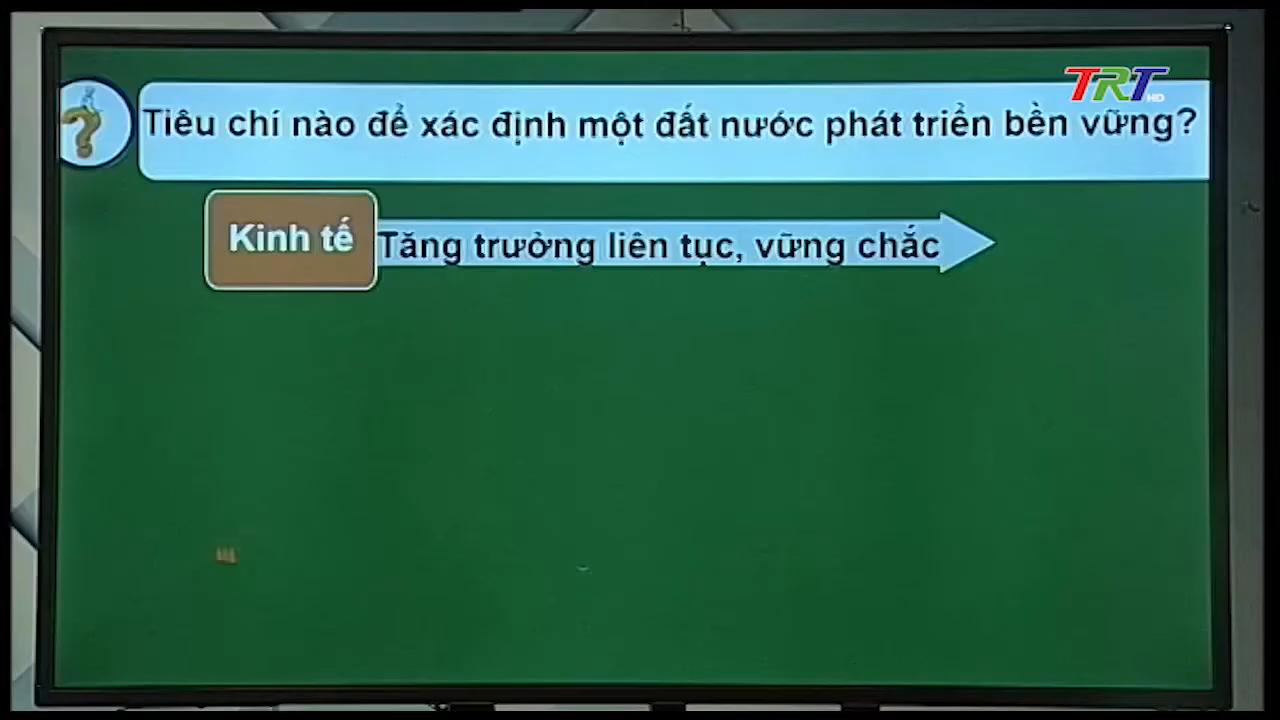 TRT HD
Tiêu chí nào để xác định một đất nước phát triển bền vững?
Kinh tế
Tăng trưởng liên tục, vững chắc